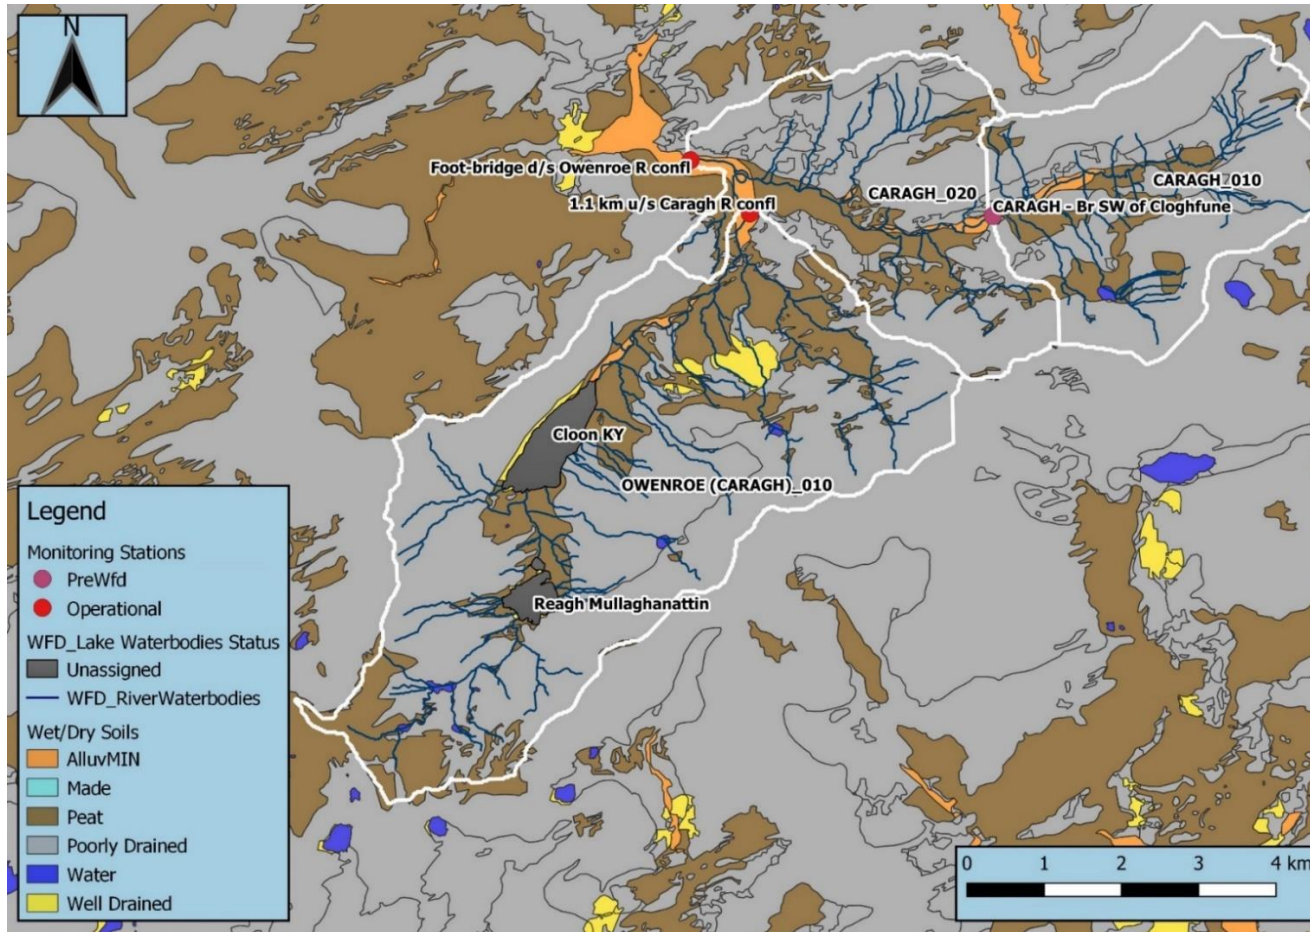 N
Foot-bridge d/s Owenroe R confl
CARAGH_010
CARAGH_020
1.1 km u/s Caragh R confl
CARAGH - Br SW of Cloghfune
Cloon KY
OWENROE (CARAGH)_010
Reagh Mullaghanattin
Legend
Monitoring Stations
PreWfd
Operational
WFD_Lake Waterbodies Status
Unassigned
WFD_RiverWaterbodies
Wet/Dry Soils
AlluvMIN
Made
Peat
Poorly Drained
Water
Well Drained
0 1 2 3 4 km